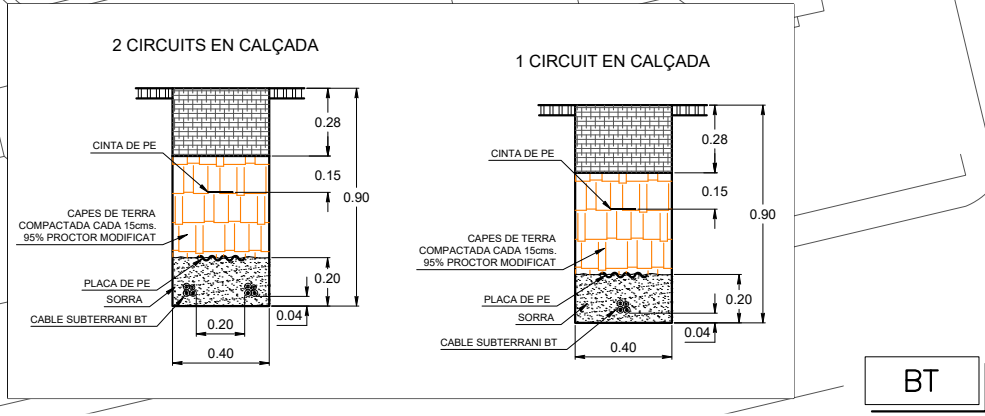 2 CIRCUITS EN CALÇADA
0.28
CINTA DE PE
0.15
0.90
CAPES DE TERRA
COMPACTADA CADA 15cms.
95% PROCTOR MODIFICAT
PLACA DE PE
0.20
SORRA
CABLE SUBTERRANI BT
0.20
0.04
0.40
1 CIRCUIT EN CALÇADA
0.28
CINTA DE PE
0.15
0.90
CAPES DE TERRA
COMPACTADA CADA 15cms.
95% PROCTOR MODIFICAT
PLACA DE PE
0.20
SORRA
0.04
CABLE SUBTERRANI BT
0.40
BT